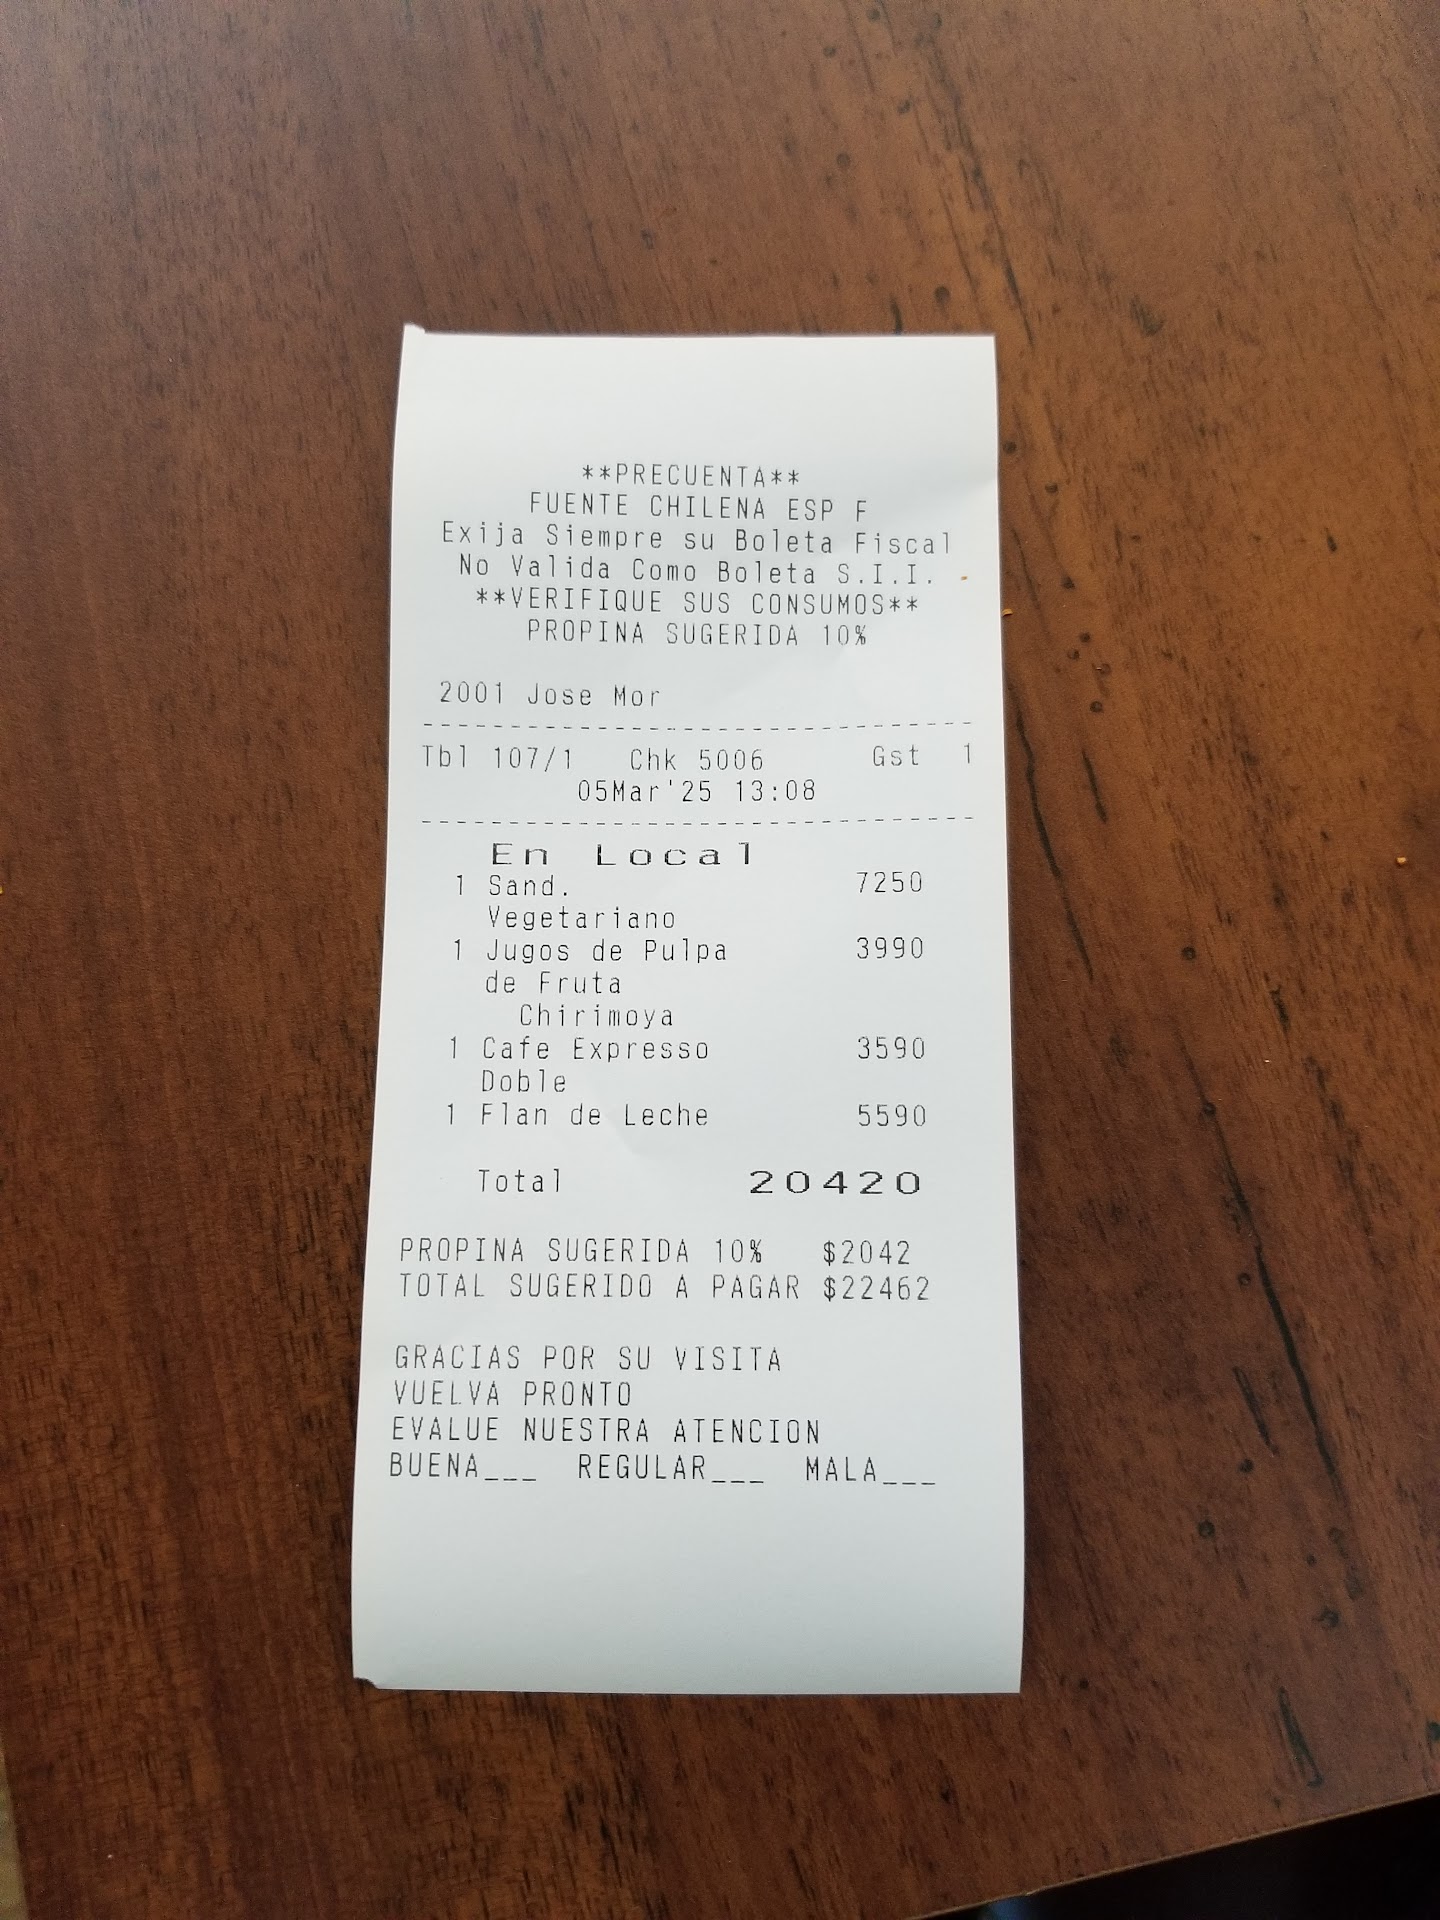 **PRECUENTA**
FUENTE CHILENA ESP F
Exija Siempre su Boleta Fiscal
No Valida Como Boleta S.I.I.
**VERIFIQUE SUS CONSUMOS**
PROPINA SUGERIDA 10%
2001 Jose Mor
Tbl 107/1 Chk 5006 Gst 1
05Mar'25 13:08
En Local
1 Sand. 7250
Vegetariano
1 Jugos de Pulpa 3990
de Fruta
Chirimoya
1 Cafe Expresso 3590
Doble
1 Flan de Leche 5590
Total 20420
PROPINA SUGERIDA 10% $2042
TOTAL SUGERIDO A PAGAR $22462
GRACIAS POR SU VISITA
VUELVA PRONTO
EVALUE NUESTRA ATENCION
BUENA___ REGULAR___ MALA___